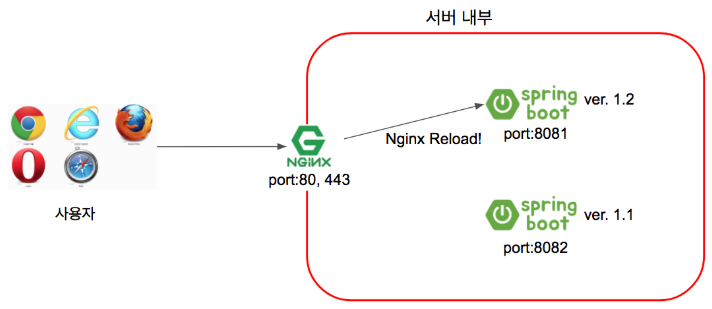 서버 내부
spring
boot
ver. 1.2
port:8081
Nginx Reload!
NGINX
port:80, 443
사용자
spring
boot
ver. 1.1
port:8082